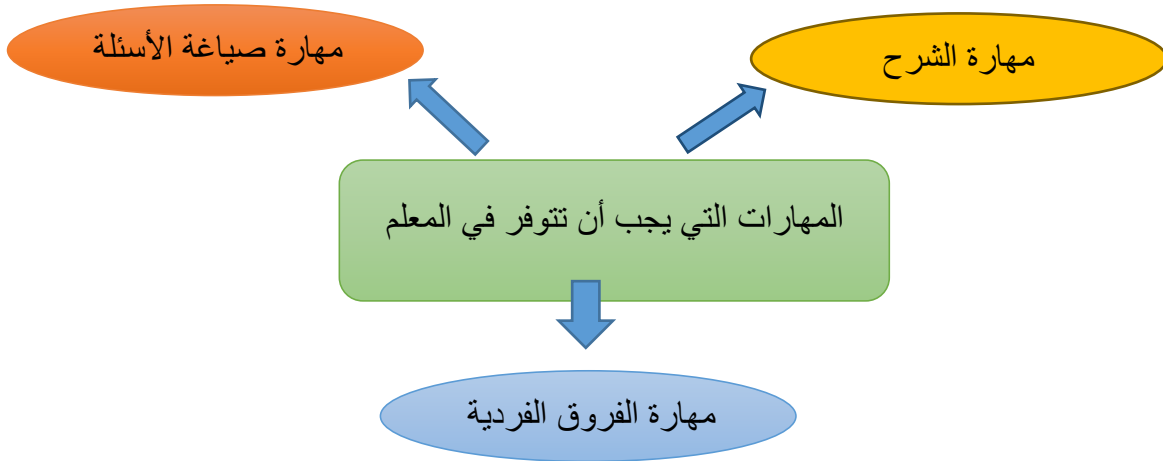 مهارة الشرح
مهارة صياغة الأسئلة
المهارات التي يجب أن تتوفر في المعلم
مهارة الفروق الفردية